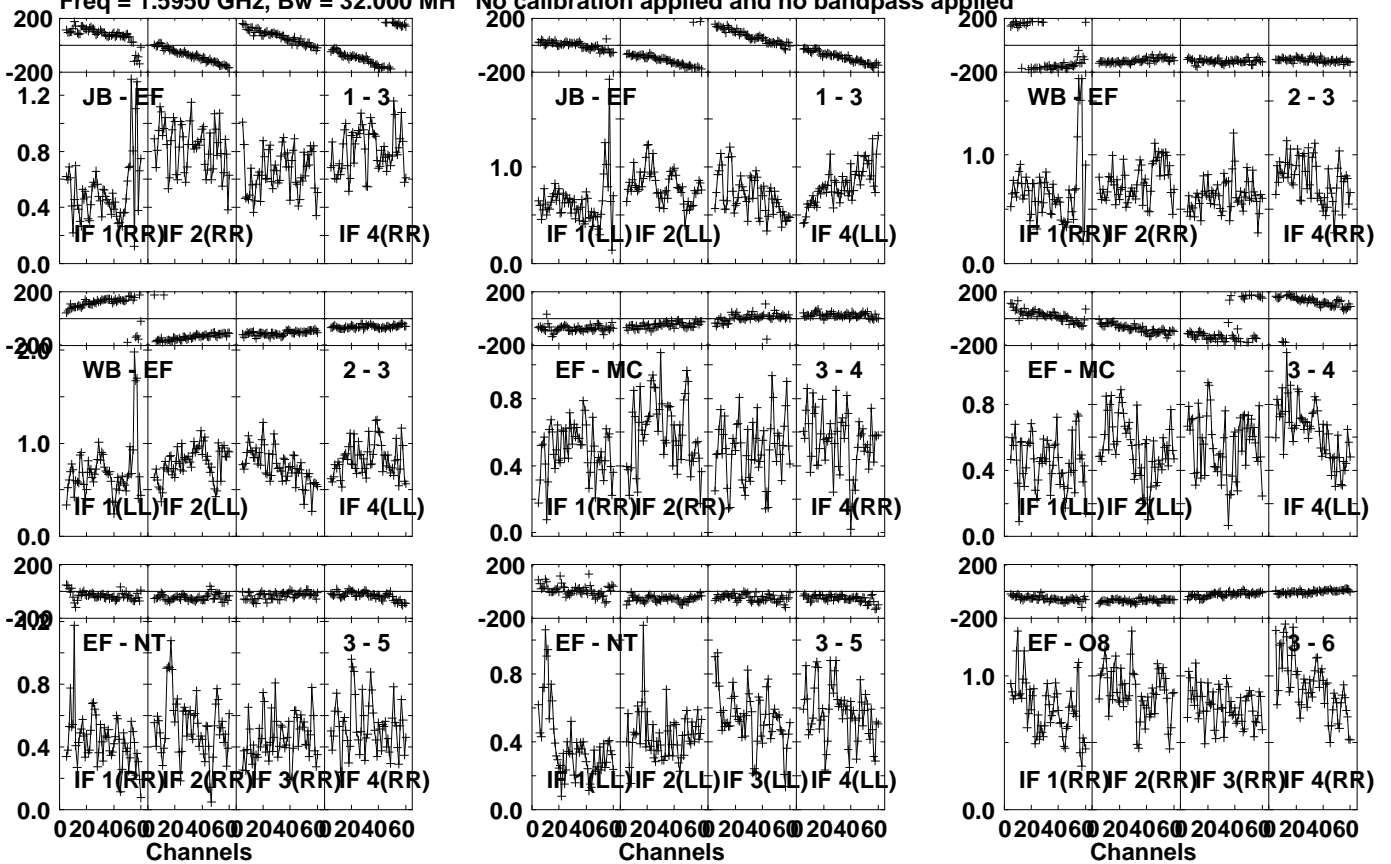 Freq = 1.5950 GHz, Bw = 32.000 MH No calibration applied and no bandpass applied
200 200 200
-200 -200 -200
JB - EF 1 - 3 JB - EF 1 - 3 WB - EF 2 - 3
1.2
0.8 1.0 1.0
0.4
IF 1(RR) IF 2(RR) IF 4(RR) IF 1(LL) IF 2(LL) IF 4(LL) IF 1(RR) IF 2(RR) IF 4(RR)
0.0 0.0 0.0
200 200 200
-200 -200 -200
2.0
WB - EF 2 - 3 EF - MC 3 - 4 EF - MC 3 - 4
1.0 0.8 0.8
0.4 0.4
IF 1(LL) IF 2(LL) IF 4(LL) IF 1(RR) IF 2(RR) IF 4(RR) IF 1(LL) IF 2(LL) IF 4(LL)
0.0 0.0 0.0
200 200 200
-200 -200 -200
1.2
EF - NT 3 - 5 EF - NT 3 - 5 EF - O8 3 - 6
0.8 0.8 1.0
0.4 0.4
IF 1(RR) IF 2(RR) IF 3(RR) IF 4(RR) IF 1(LL) IF 2(LL) IF 3(LL) IF 4(LL) IF 1(RR) IF 2(RR) IF 3(RR) IF 4(RR)
0.0 0.0 0.0
0 20 40 60 0 20 40 60 0 20 40 60 0 20 40 60 0 20 40 60 0 20 40 60 0 20 40 60 0 20 40 60 0 20 40 60 0 20 40 60 0 20 40 60 0 20 40 60
Channels Channels Channels